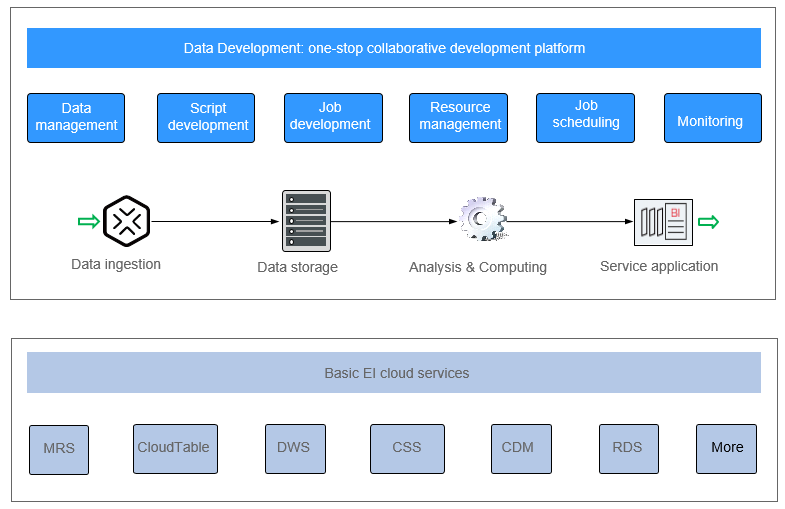 Data Development: one-stop collaborative development platform
Data
management
Script
development
Job
development
Resource
management
Job
scheduling
Monitoring
BI
Data ingestion
Data storage
Analysis & Computing
Service application
Basic EI cloud services
MRS
CloudTable
DWS
CSS
CDM
RDS
More